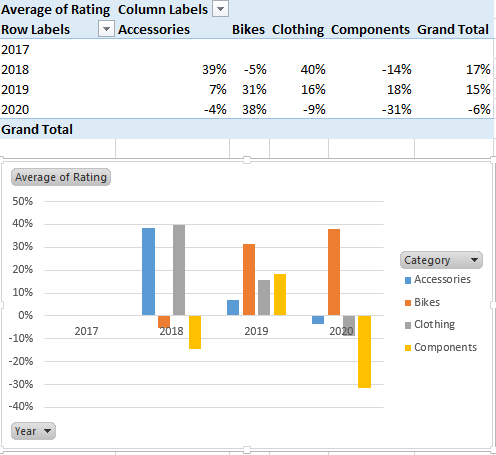 Average of Rating Column Labels
Row Labels Accessories Bikes Clothing Components Grand Total
2017
2018 39% -5% 40% -14% 17%
2019 7% 31% 16% 18% 15%
2020 -4% 38% -9% -31% -6%
Grand Total
Average of Rating
50%
40%
30%
20%
10%
0%
-10%
-20%
-30%
-40%
2017 2018 2019 2020
Category
Accessories
Bikes
Clothing
Components
Year